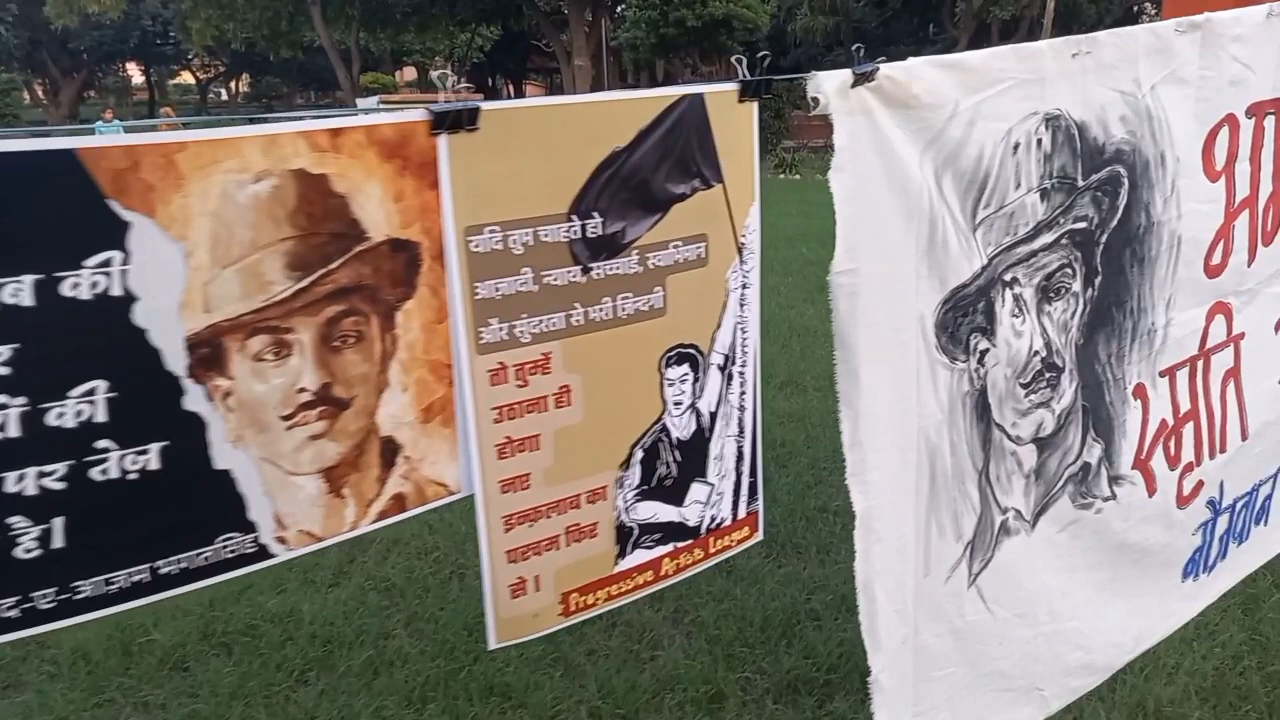 ब की
र
ों की
पर तेज़
है।
द-ए-आज़म भगतसिंह
यदि तुम चाहते हो
आज़ादी, न्याय, सच्चाई, स्वाभिमान
और सुंदरता से भरी ज़िन्दगी
तो तुम्हें
उठाना ही
होगा
नए
इन्क़लाब का
परचम फिर
से।
Progressive Artists League
भग
स्मृति
नौजवान